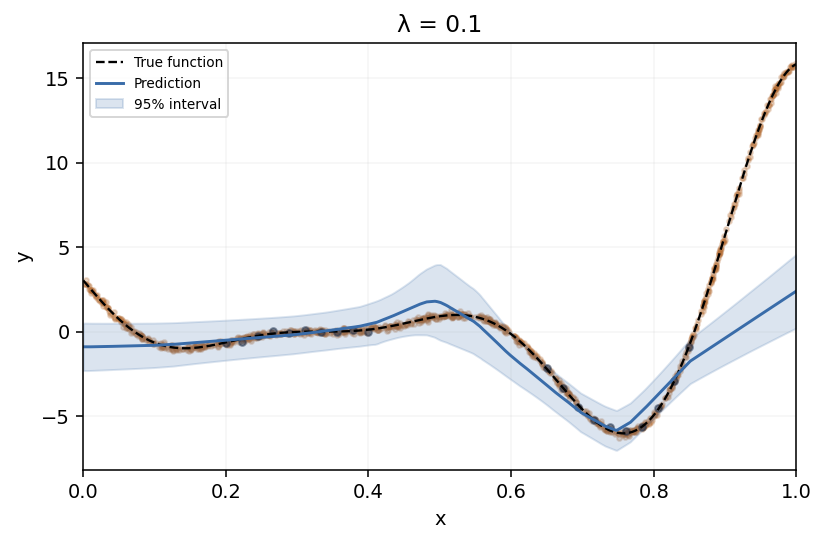 λ = 0.1
True function
Prediction
95% interval
y
15
10
5
0
−5
0.0 0.2 0.4 0.6 0.8 1.0
x